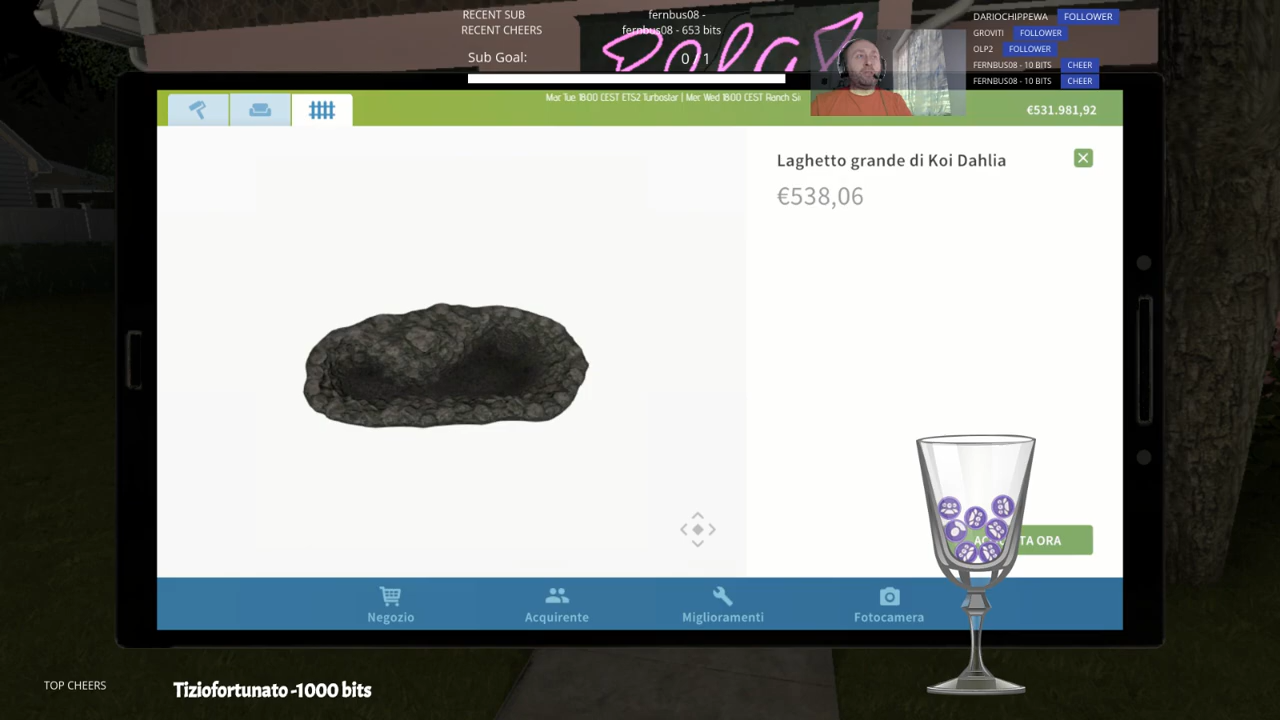 RECENT SUB
fernbus08 -
RECENT CHEERS
fernbus08 - 653 bits
Sub Goal:
0 / 1
DARIOCHIPPEWA FOLLOWER
GROVITI FOLLOWER
OLP2 FOLLOWER
FERNBUS08 - 10 BITS CHEER
FERNBUS08 - 10 BITS CHEER
Mar Tue 18:00 CEST ETS2 Turbostar | Mer Wed 18:00 CEST Ranch Si
€531.981,92
Laghetto grande di Koi Dahlia
€538,06
TA ORA
Negozio
Acquirente
Miglioramenti
Fotocamera
TOP CHEERS
Tiziofortunato -1000 bits